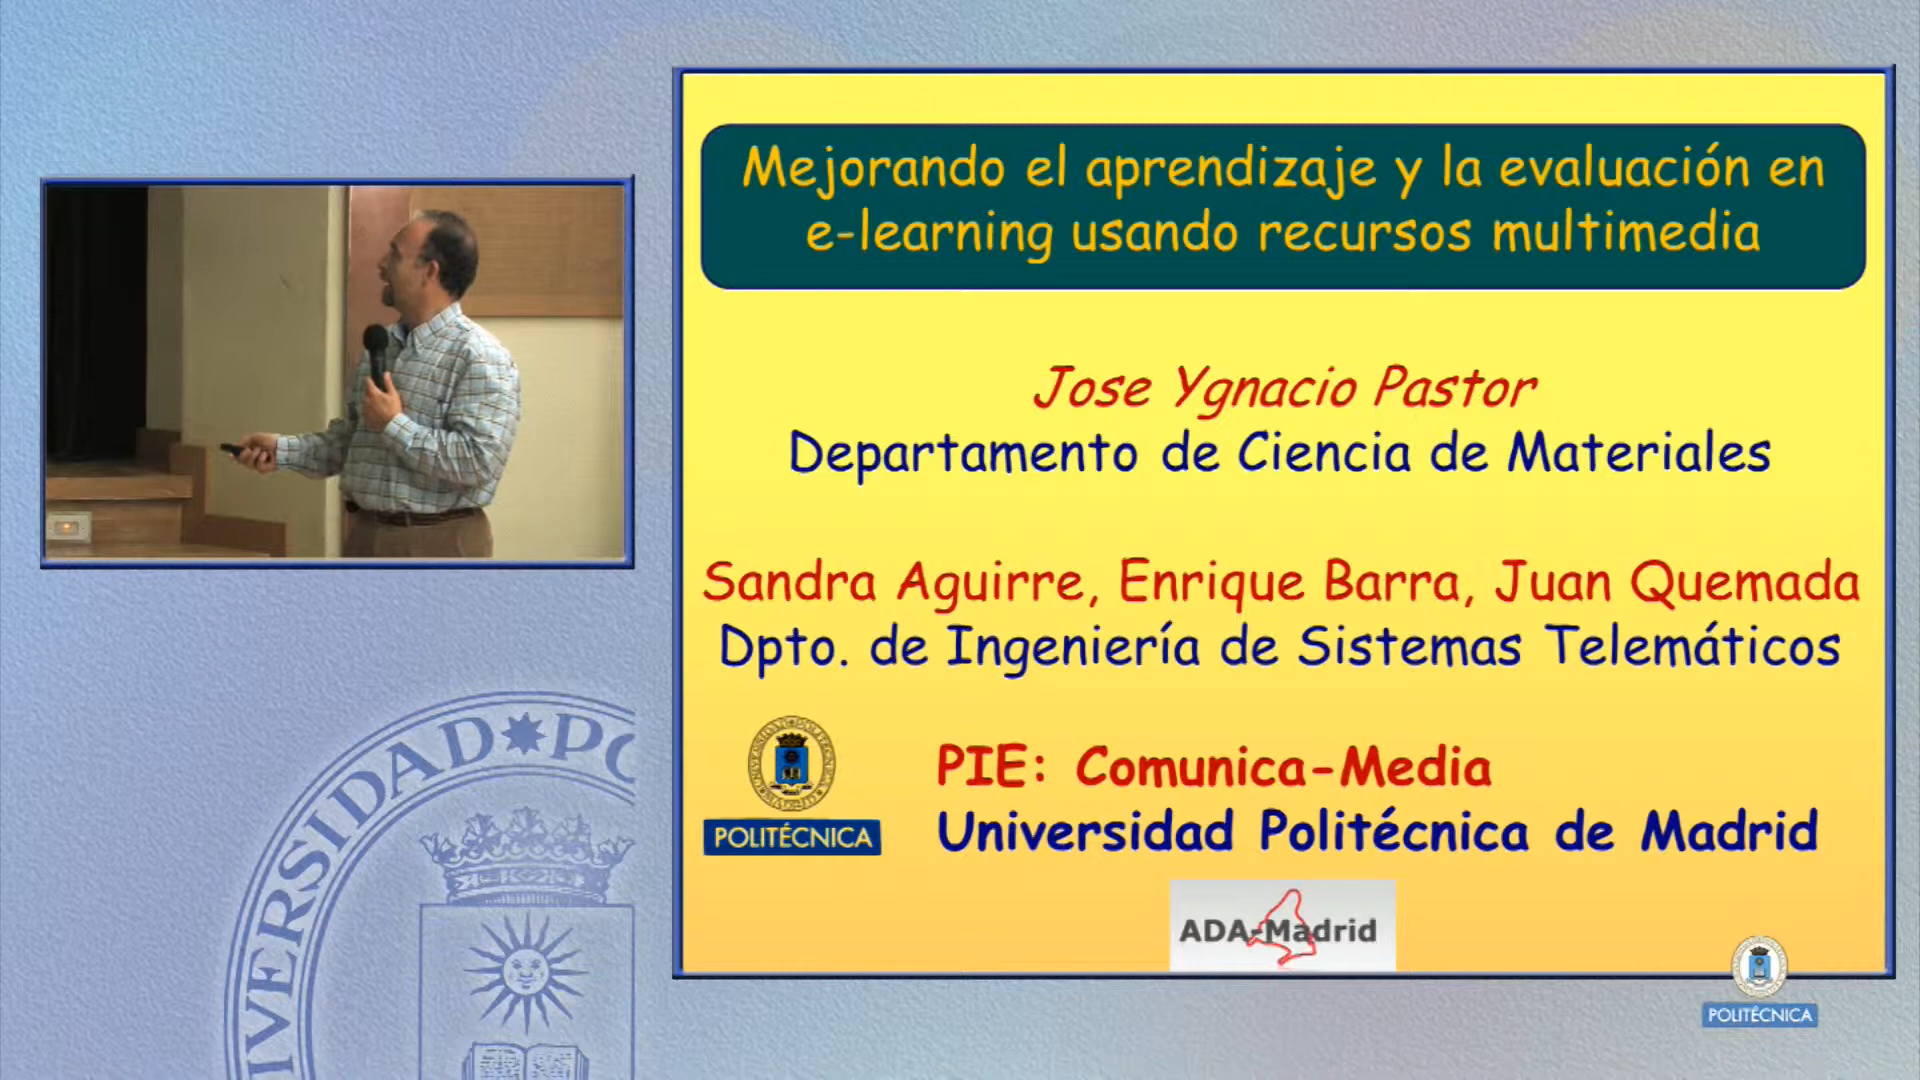 Mejorando el aprendizaje y la evaluación en
e-learning usando recursos multimedia
Jose Ygnacio Pastor
Departamento de Ciencia de Materiales
Sandra Aguirre, Enrique Barra, Juan Quemada
Dpto. de Ingeniería de Sistemas Telemáticos
PIE: Comunica-Media
Universidad Politécnica de Madrid
POLITÉCNICA
ADA-Madrid
POLITÉCNICA
IVERSIDAD PO